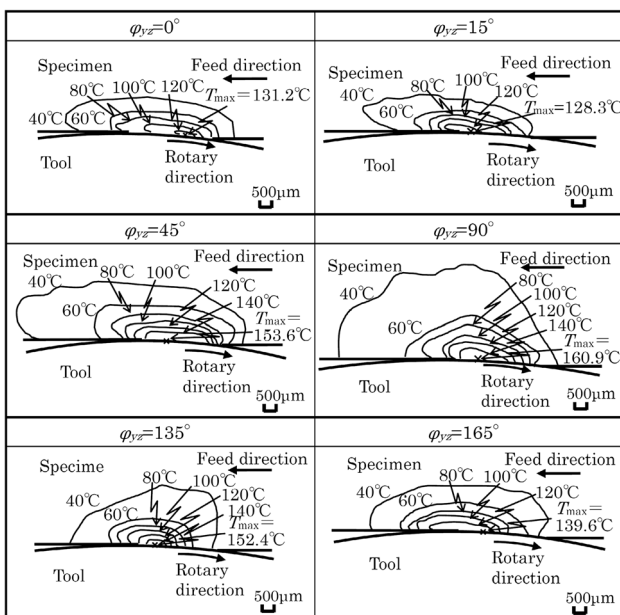 φyz=0°
Specimen
Feed direction
80℃
100℃
120℃
Tmax=131.2℃
40℃
60℃
Tool
Rotary
direction
500μm
φyz=15°
Specimen
Feed direction
100℃
80℃
120℃
40℃
60℃
Tmax=128.3℃
Tool
Rotary
direction
500μm
φyz=45°
Specimen
Feed direction
40℃
80℃
100℃
120℃
140℃
60℃
Tmax=
153.6℃
Tool
Rotary
direction
500μm
φyz=90°
Specimen
Feed direction
40℃
80℃
100℃
120℃
60℃
140℃
Tmax=
160.9℃
Tool
Rotary
direction
500μm
φyz=135°
Specime
Feed direction
80℃
100℃
40℃
120℃
60℃
140℃
Tmax=
152.4℃
Tool
Rotary
direction
500μm
φyz=165°
Specimen
Feed direction
80℃
100℃
40℃
60℃
120℃
Tmax=
139.6℃
Tool
Rotary
direction
500μm